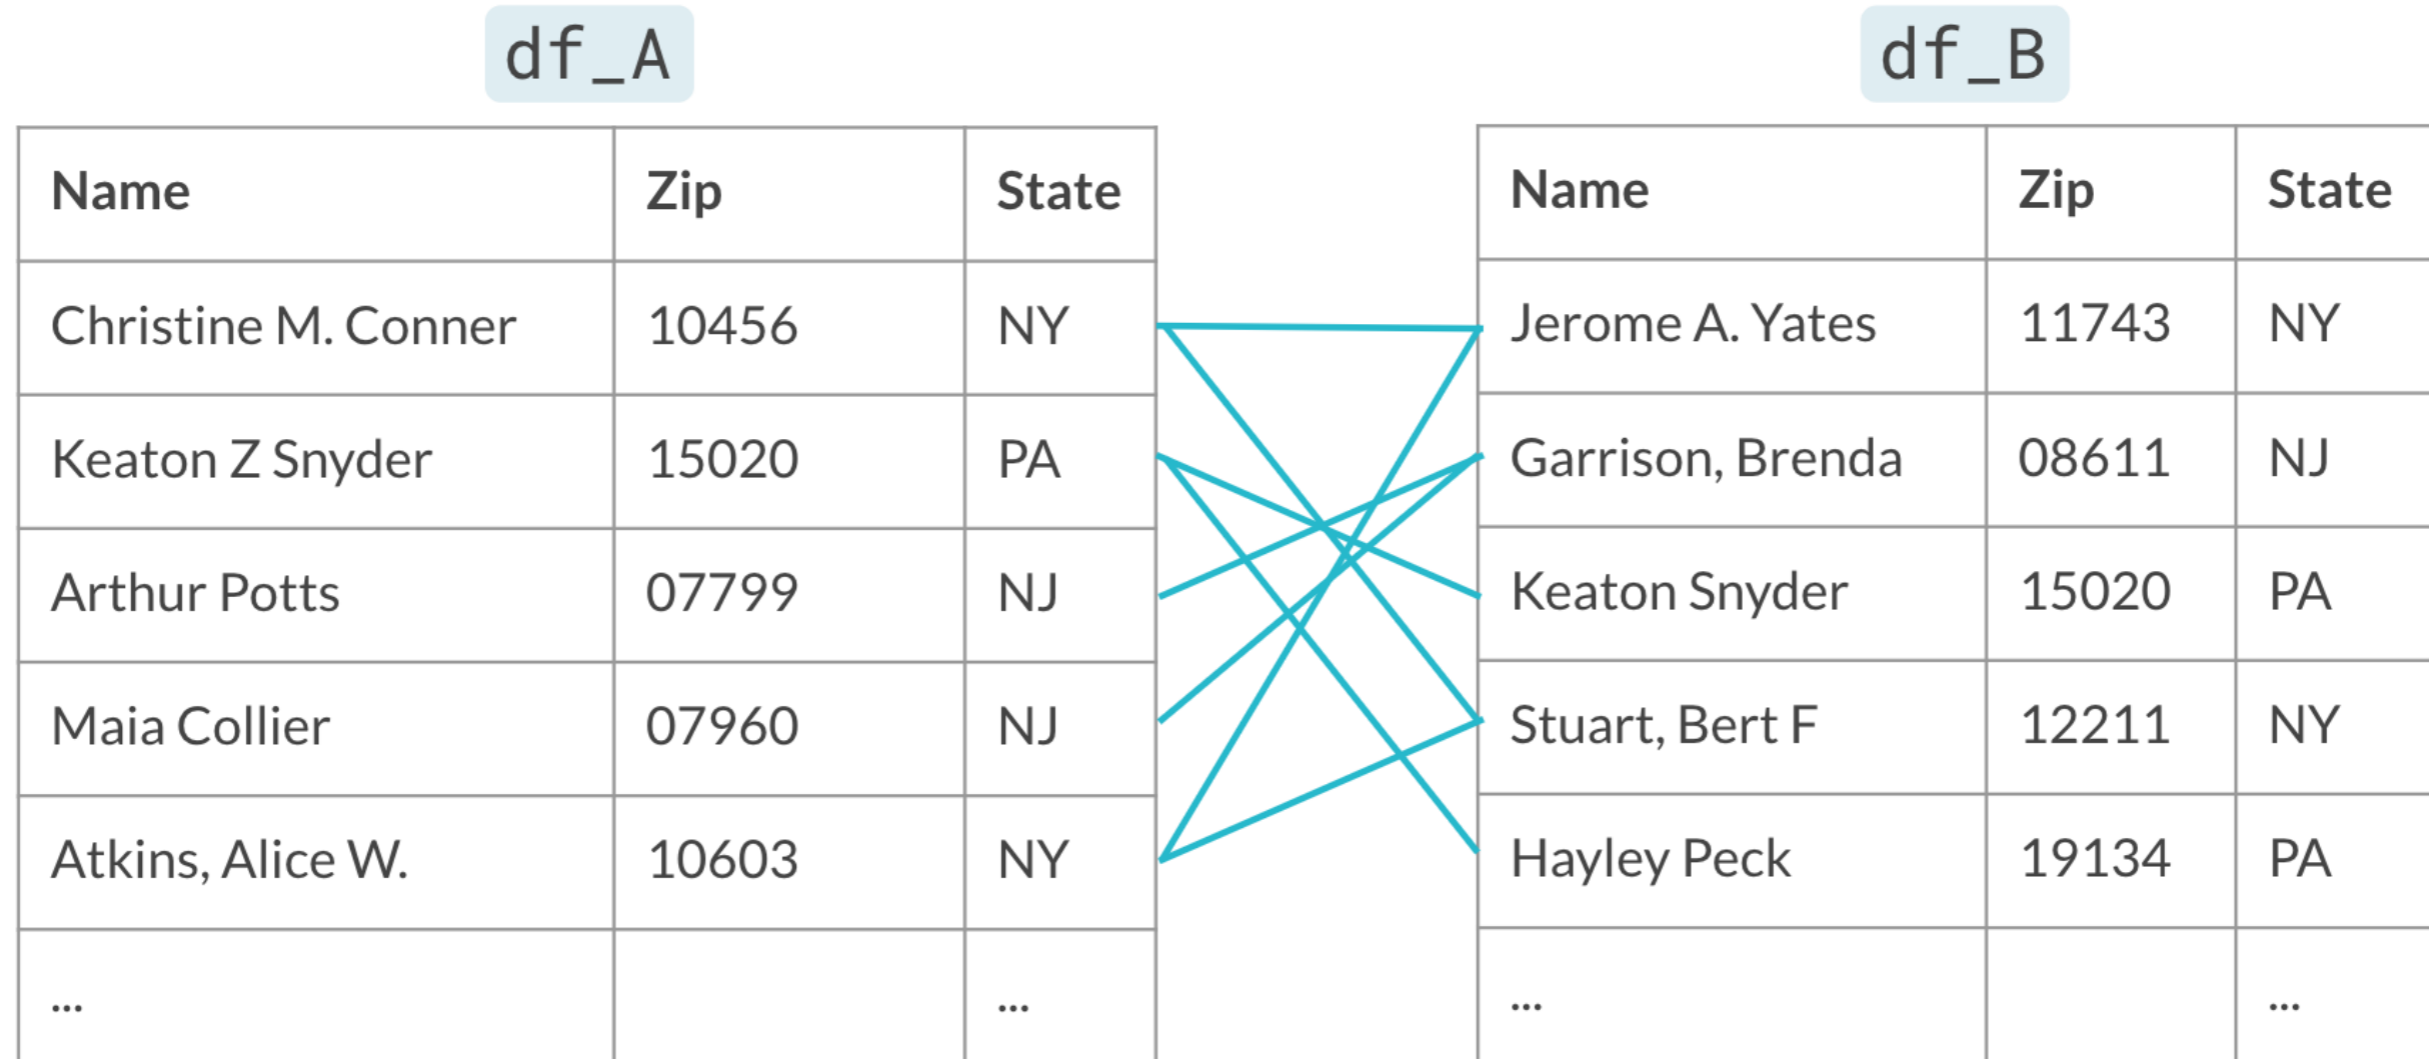 df_A
Name Zip State
Christine M. Conner 10456 NY
Keaton Z Snyder 15020 PA
Arthur Potts 07799 NJ
Maia Collier 07960 NJ
Atkins, Alice W. 10603 NY
... ...
df_B
Name Zip State
Jerome A. Yates 11743 NY
Garrison, Brenda 08611 NJ
Keaton Snyder 15020 PA
Stuart, Bert F 12211 NY
Hayley Peck 19134 PA
... ...